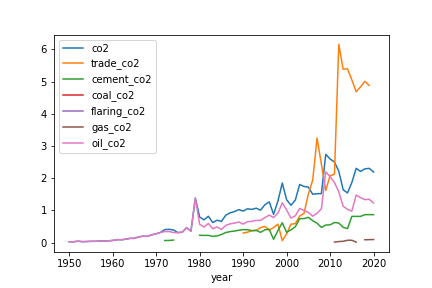 6
5
4
3
2
1
0
1950
1960
1970
1980
1990
2000
2010
2020
year
co2
trade_co2
cement_co2
coal_co2
flaring_co2
gas_co2
oil_co2